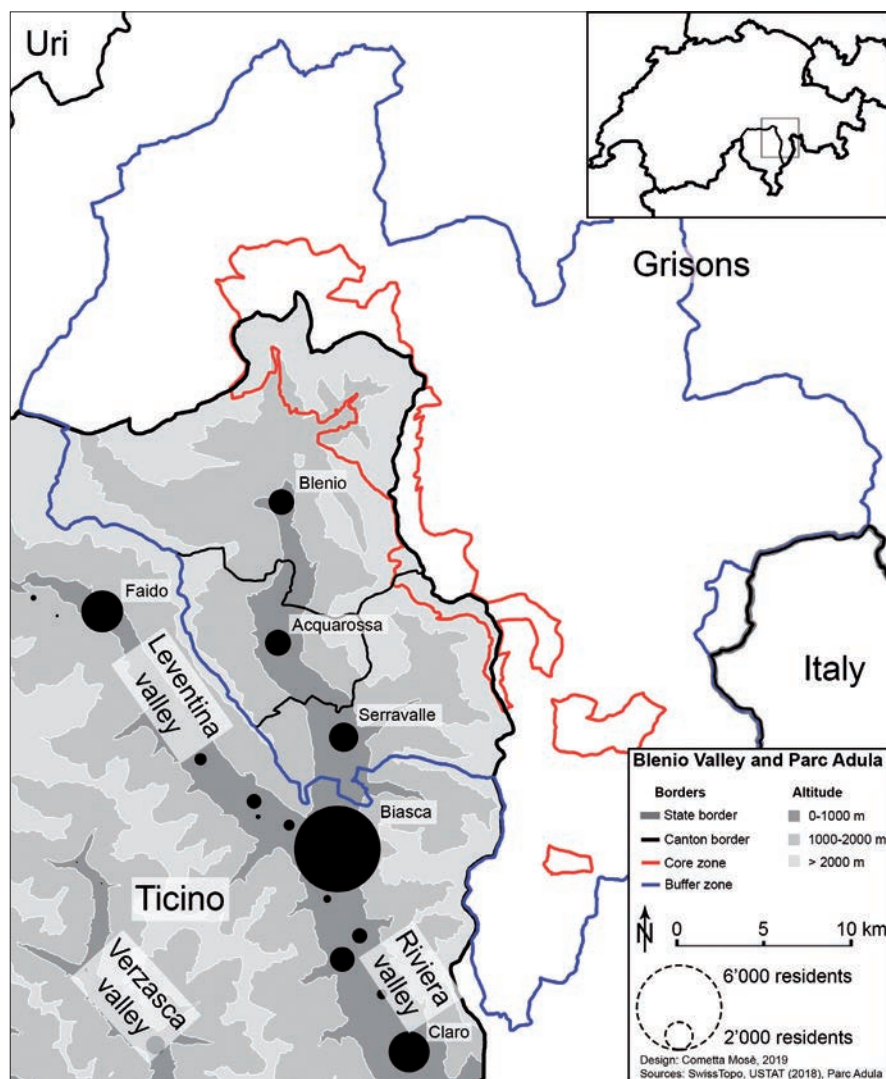 Uri
Grisons
Blenio
Faido
Acquarossa
Leventina
valley
Italy
Serravalle
Biasca
Ticino
Verzasca
valley
Riviera
valley
Claro
Blenio Valley and Parc Adula
Borders
State border
Canton border
Core zone
Buffer zone
Altitude
0-1000 m
1000-2000 m
> 2000 m
N
0 5 10 km
6'000 residents
2'000 residents
Design: Cometta Mosè, 2019
Sources: SwissTopo, USTAT (2018), Parc Adula